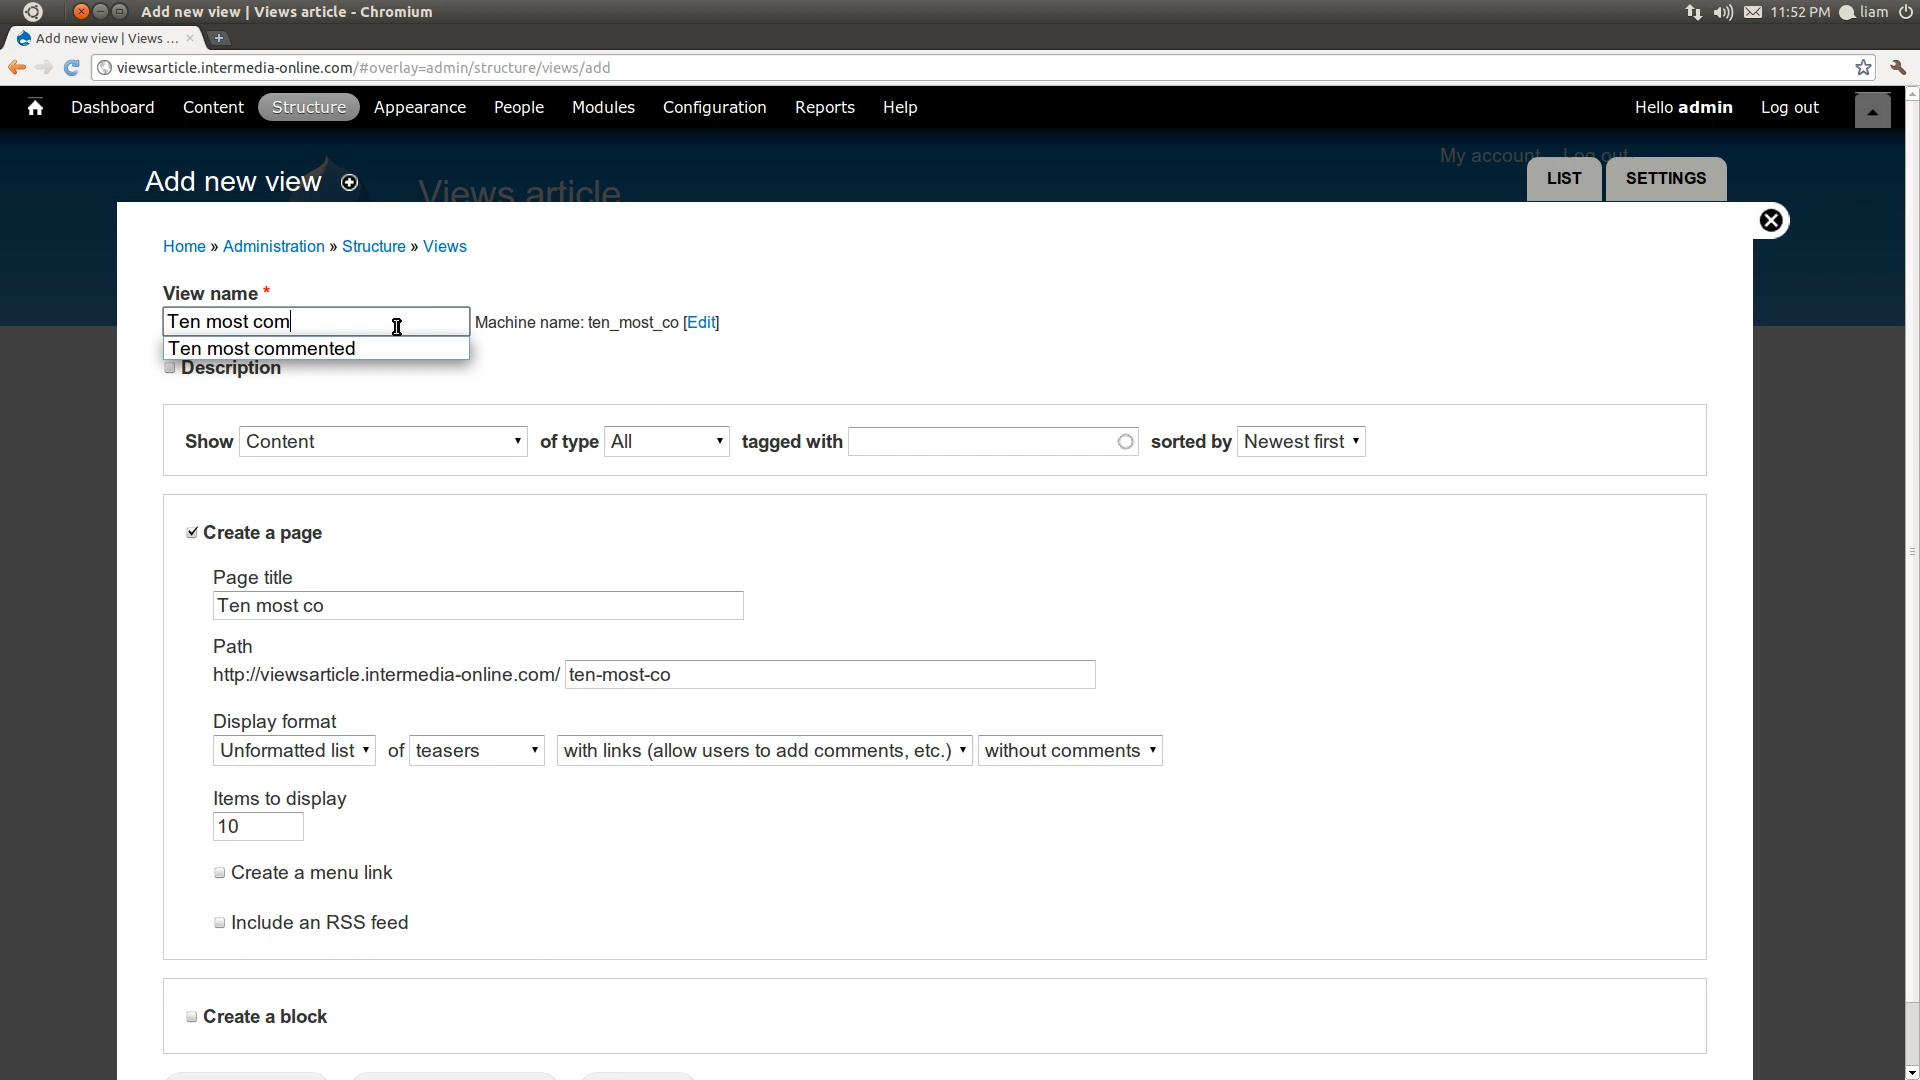 Add new view | Views article - Chromium
11:52 PM liam
Add new view | Views ...
viewsarticle.intermedia-online.com/#overlay=admin/structure/views/add
Dashboard Content Structure Appearance People Modules Configuration Reports Help Hello admin Log out
My account Log out
Add new view
Views article
LIST SETTINGS
Home » Administration » Structure » Views
View name *
Ten most com
Machine name: ten_most_co [Edit]
Ten most commented
Description
Show Content of type All tagged with sorted by Newest first
Create a page
Page title
Ten most co
Path
http://viewsarticle.intermedia-online.com/ ten-most-co
Display format
Unformatted list of teasers with links (allow users to add comments, etc.) without comments
Items to display
10
Create a menu link
Include an RSS feed
Create a block